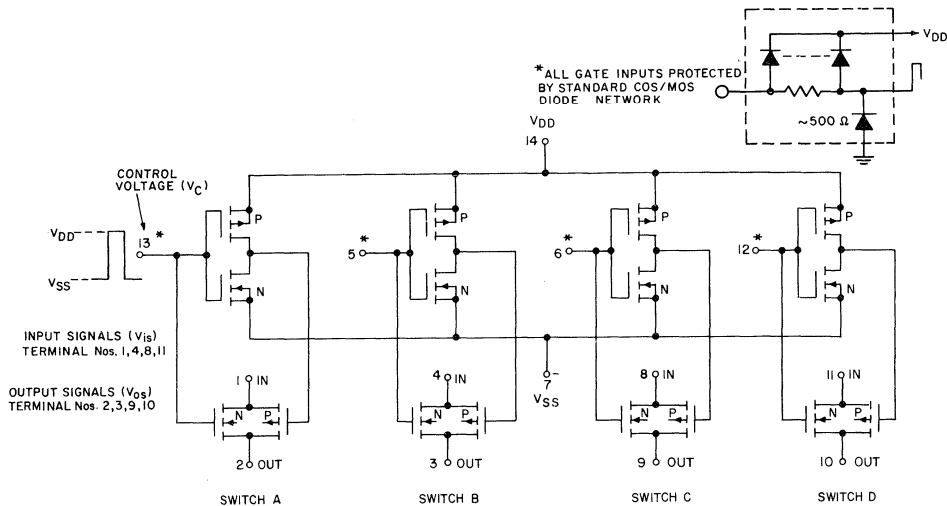 *ALL GATE INPUTS PROTECTED
BY STANDARD COS/MOS
DIODE NETWORK
VDD
~500 Ω
VDD
14
CONTROL
VOLTAGE (VC)
VDD
VSS
13 *
P
N
5 *
P
N
6 *
P
N
12 *
P
N
INPUT SIGNALS (Vis)
TERMINAL Nos. 1,4,8,11
OUTPUT SIGNALS (Vos)
TERMINAL Nos. 2,3,9,10
7
VSS
1 IN
N P
2 OUT
4 IN
N P
3 OUT
8 IN
N P
9 OUT
11 IN
N P
10 OUT
SWITCH A
SWITCH B
SWITCH C
SWITCH D